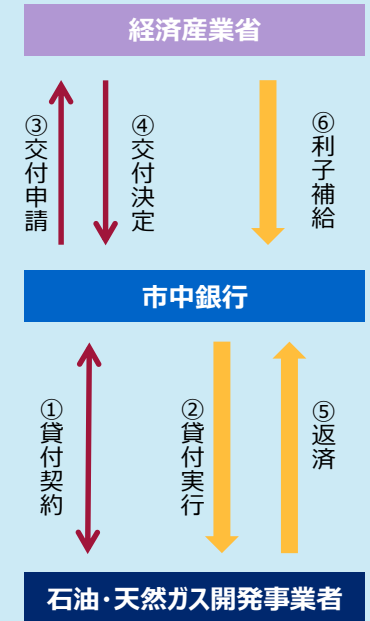 経済産業省
③交付申請
④交付決定
⑥利子補給
市中銀行
①貸付契約
②貸付実行
⑤返済
石油・天然ガス開発事業者